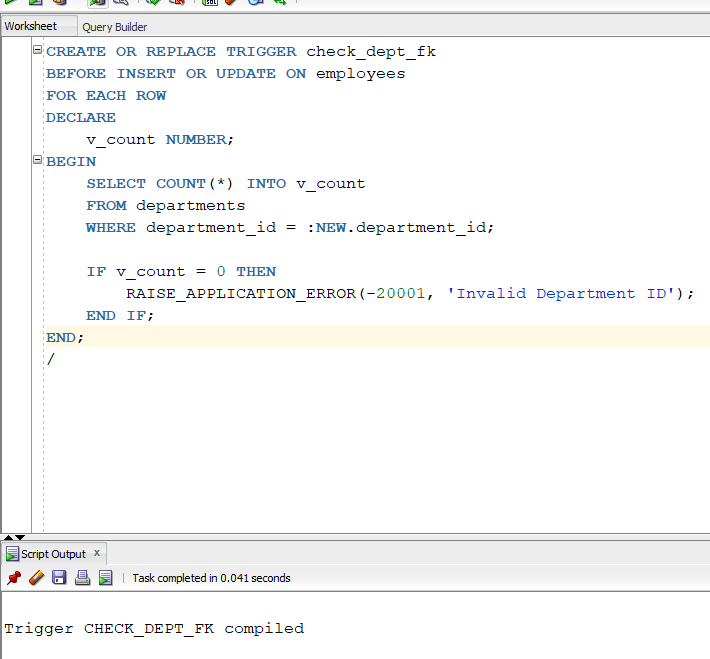 SQL
Worksheet Query Builder
CREATE OR REPLACE TRIGGER check_dept_fk
BEFORE INSERT OR UPDATE ON employees
FOR EACH ROW
DECLARE
    v_count NUMBER;
BEGIN
    SELECT COUNT(*) INTO v_count
    FROM departments
    WHERE department_id = :NEW.department_id;
    IF v_count = 0 THEN
        RAISE_APPLICATION_ERROR(-20001, 'Invalid Department ID');
    END IF;
END;
/
Script Output x
Task completed in 0.041 seconds
Trigger CHECK_DEPT_FK compiled